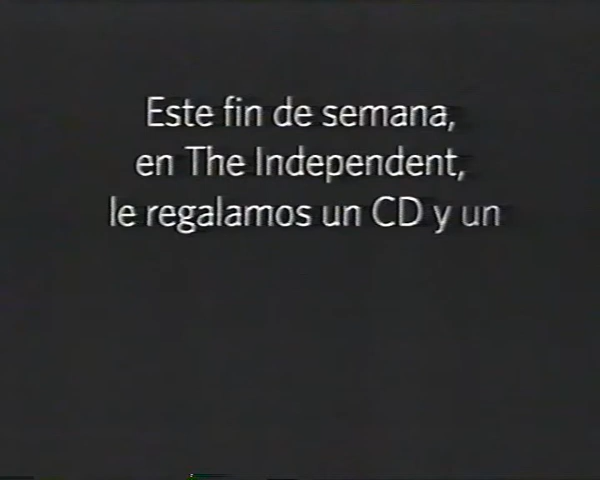 Este fin de semana,
en The Independent,
le regalamos un CD y un